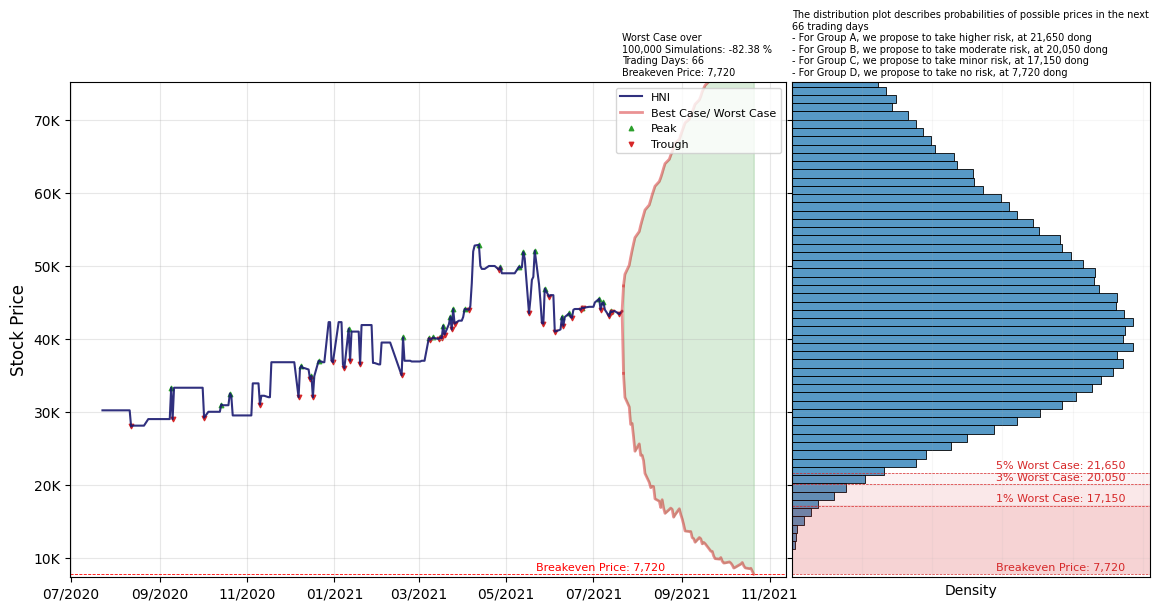 The distribution plot describes probabilities of possible prices in the next
66 trading days
- For Group A, we propose to take higher risk, at 21,650 dong
- For Group B, we propose to take moderate risk, at 20,050 dong
- For Group C, we propose to take minor risk, at 17,150 dong
- For Group D, we propose to take no risk, at 7,720 dong
Worst Case over
100,000 Simulations: -82.38 %
Trading Days: 66
Breakeven Price: 7,720
HNI
Best Case/ Worst Case
Peak
Trough
Stock Price
70K
60K
50K
40K
30K
20K
10K
Breakeven Price: 7,720
07/2020
09/2020
11/2020
01/2021
03/2021
05/2021
07/2021
09/2021
11/2021
5% Worst Case: 21,650
3% Worst Case: 20,050
1% Worst Case: 17,150
Breakeven Price: 7,720
Density